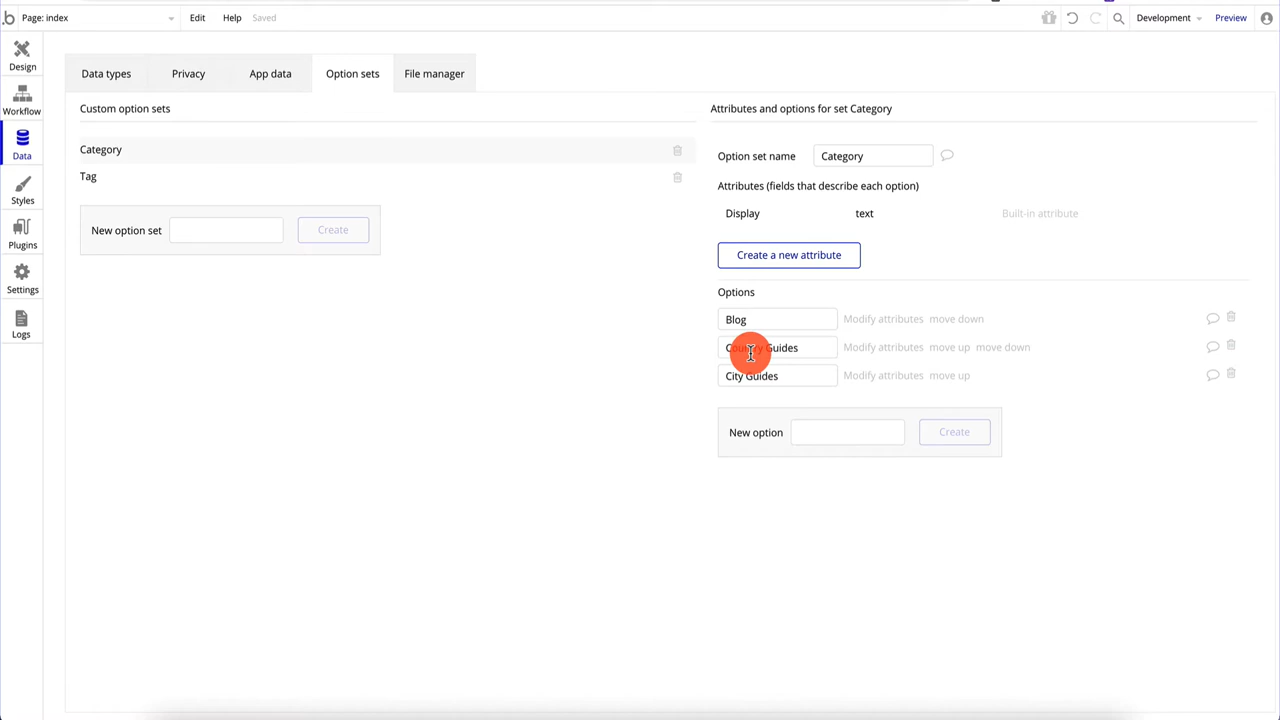 b Page: index Edit Help Saved Development Preview
Design
Workflow
Data
Styles
Plugins
Settings
Logs
Data types Privacy App data Option sets File manager
Custom option sets
Category
Tag
New option set Create
Attributes and options for set Category
Option set name Category
Attributes (fields that describe each option)
Display text Built-in attribute
Create a new attribute
Options
Blog Modify attributes move down
Country Guides Modify attributes move up move down
City Guides Modify attributes move up
New option Create